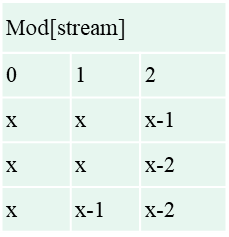 Mod[stream]
0 1 2
x x x-1
x x x-2
x x-1 x-2